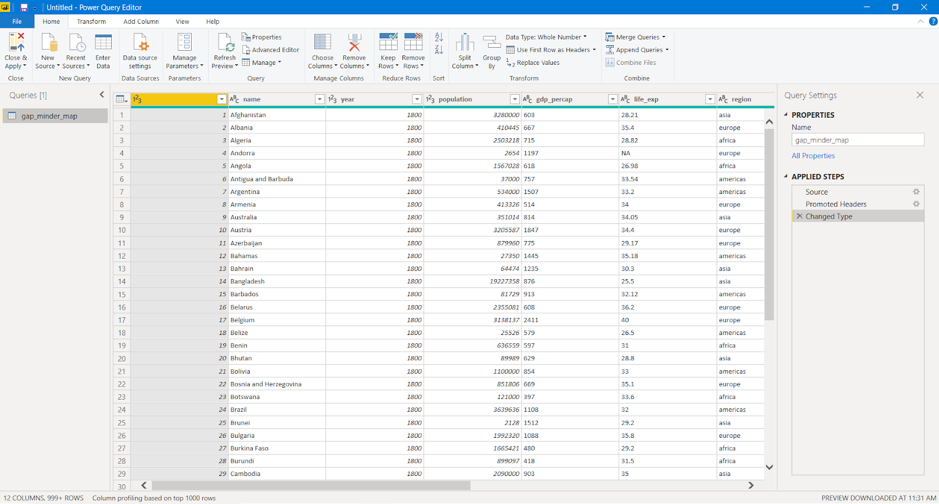 Untitled - Power Query Editor
File Home Transform Add Column View Help
Close & Apply New Source Recent Sources Enter Data Data source settings Manage Parameters Refresh Preview Properties Advanced Editor Manage Choose Columns Remove Columns Keep Rows Remove Rows Split Column Group By Data Type: Whole Number Use First Row as Headers Replace Values Merge Queries Append Queries Combine Files
Close New Query Data Sources Parameters Query Manage Columns Reduce Rows Sort Transform Combine
Queries [1]
gap_minder_map
name year population gdp_percap life_exp region
1 1 Afghanistan 1800 3280000 603 28.21 asia
2 2 Albania 1800 410445 667 35.4 europe
3 3 Algeria 1800 2503218 715 28.82 africa
4 4 Andorra 1800 2654 1197 NA europe
5 5 Angola 1800 1567028 618 26.98 africa
6 6 Antigua and Barbuda 1800 37000 757 33.54 americas
7 7 Argentina 1800 534000 1507 33.2 americas
8 8 Armenia 1800 413326 514 34 europe
9 9 Australia 1800 351014 814 34.05 asia
10 10 Austria 1800 3205587 1847 34.4 europe
11 11 Azerbaijan 1800 879960 775 29.17 europe
12 12 Bahamas 1800 27350 1445 35.18 americas
13 13 Bahrain 1800 64474 1235 30.3 asia
14 14 Bangladesh 1800 19227358 876 25.5 asia
15 15 Barbados 1800 81729 913 32.12 americas
16 16 Belarus 1800 2355081 608 36.2 europe
17 17 Belgium 1800 3138137 2411 40 europe
18 18 Belize 1800 25526 579 26.5 americas
19 19 Benin 1800 636559 597 31 africa
20 20 Bhutan 1800 89989 629 28.8 asia
21 21 Bolivia 1800 1100000 854 33 americas
22 22 Bosnia and Herzegovina 1800 851806 669 35.1 europe
23 23 Botswana 1800 121000 397 33.6 africa
24 24 Brazil 1800 3639636 1108 32 americas
25 25 Brunei 1800 2128 1512 29.2 asia
26 26 Bulgaria 1800 1992320 1088 35.8 europe
27 27 Burkina Faso 1800 1665421 480 29.2 africa
28 28 Burundi 1800 899097 418 31.5 africa
29 29 Cambodia 1800 2090000 903 35 asia
30
Query Settings
PROPERTIES
Name
gap_minder_map
All Properties
APPLIED STEPS
Source
Promoted Headers
Changed Type
12 COLUMNS, 999+ ROWS Column profiling based on top 1000 rows PREVIEW DOWNLOADED AT 11:31 AM